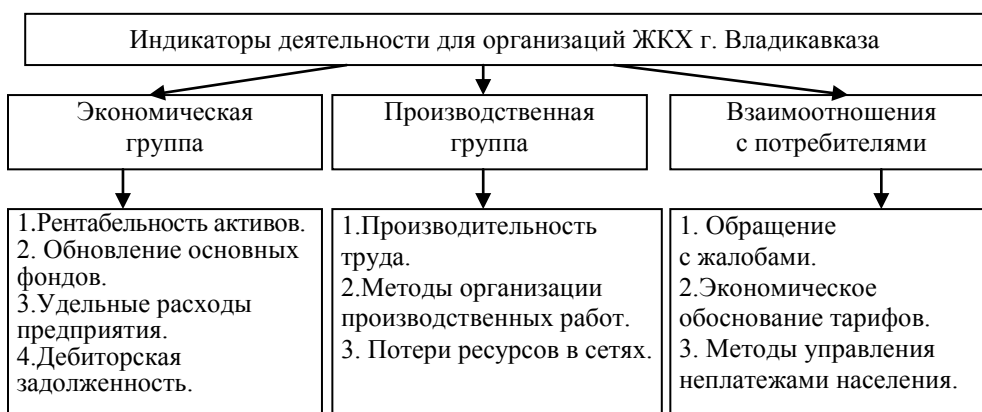 Индикаторы деятельности для организаций ЖКХ г. Владикавказа
Экономическая
группа
Производственная
группа
Взаимоотношения
с потребителями
1.Рентабельность активов.
2. Обновление основных
фондов.
3.Удельные расходы
предприятия.
4.Дебиторская
задолженность.
1.Производительность
труда.
2.Методы организации
производственных работ.
3. Потери ресурсов в сетях.
1. Обращение
с жалобами.
2.Экономическое
обоснование тарифов.
3. Методы управления
неплатежами населения.